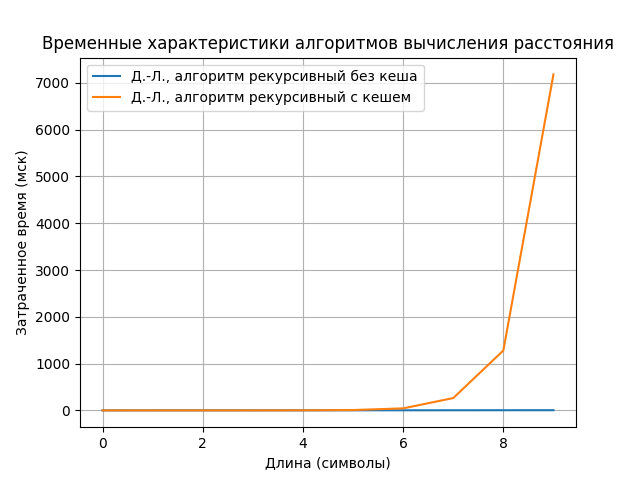 Временные характеристики алгоритмов вычисления расстояния
Д.-Л., алгоритм рекурсивный без кеша
Д.-Л., алгоритм рекурсивный с кешем
Затраченное время (мск)
7000
6000
5000
4000
3000
2000
1000
0
0 2 4 6 8
Длина (символы)